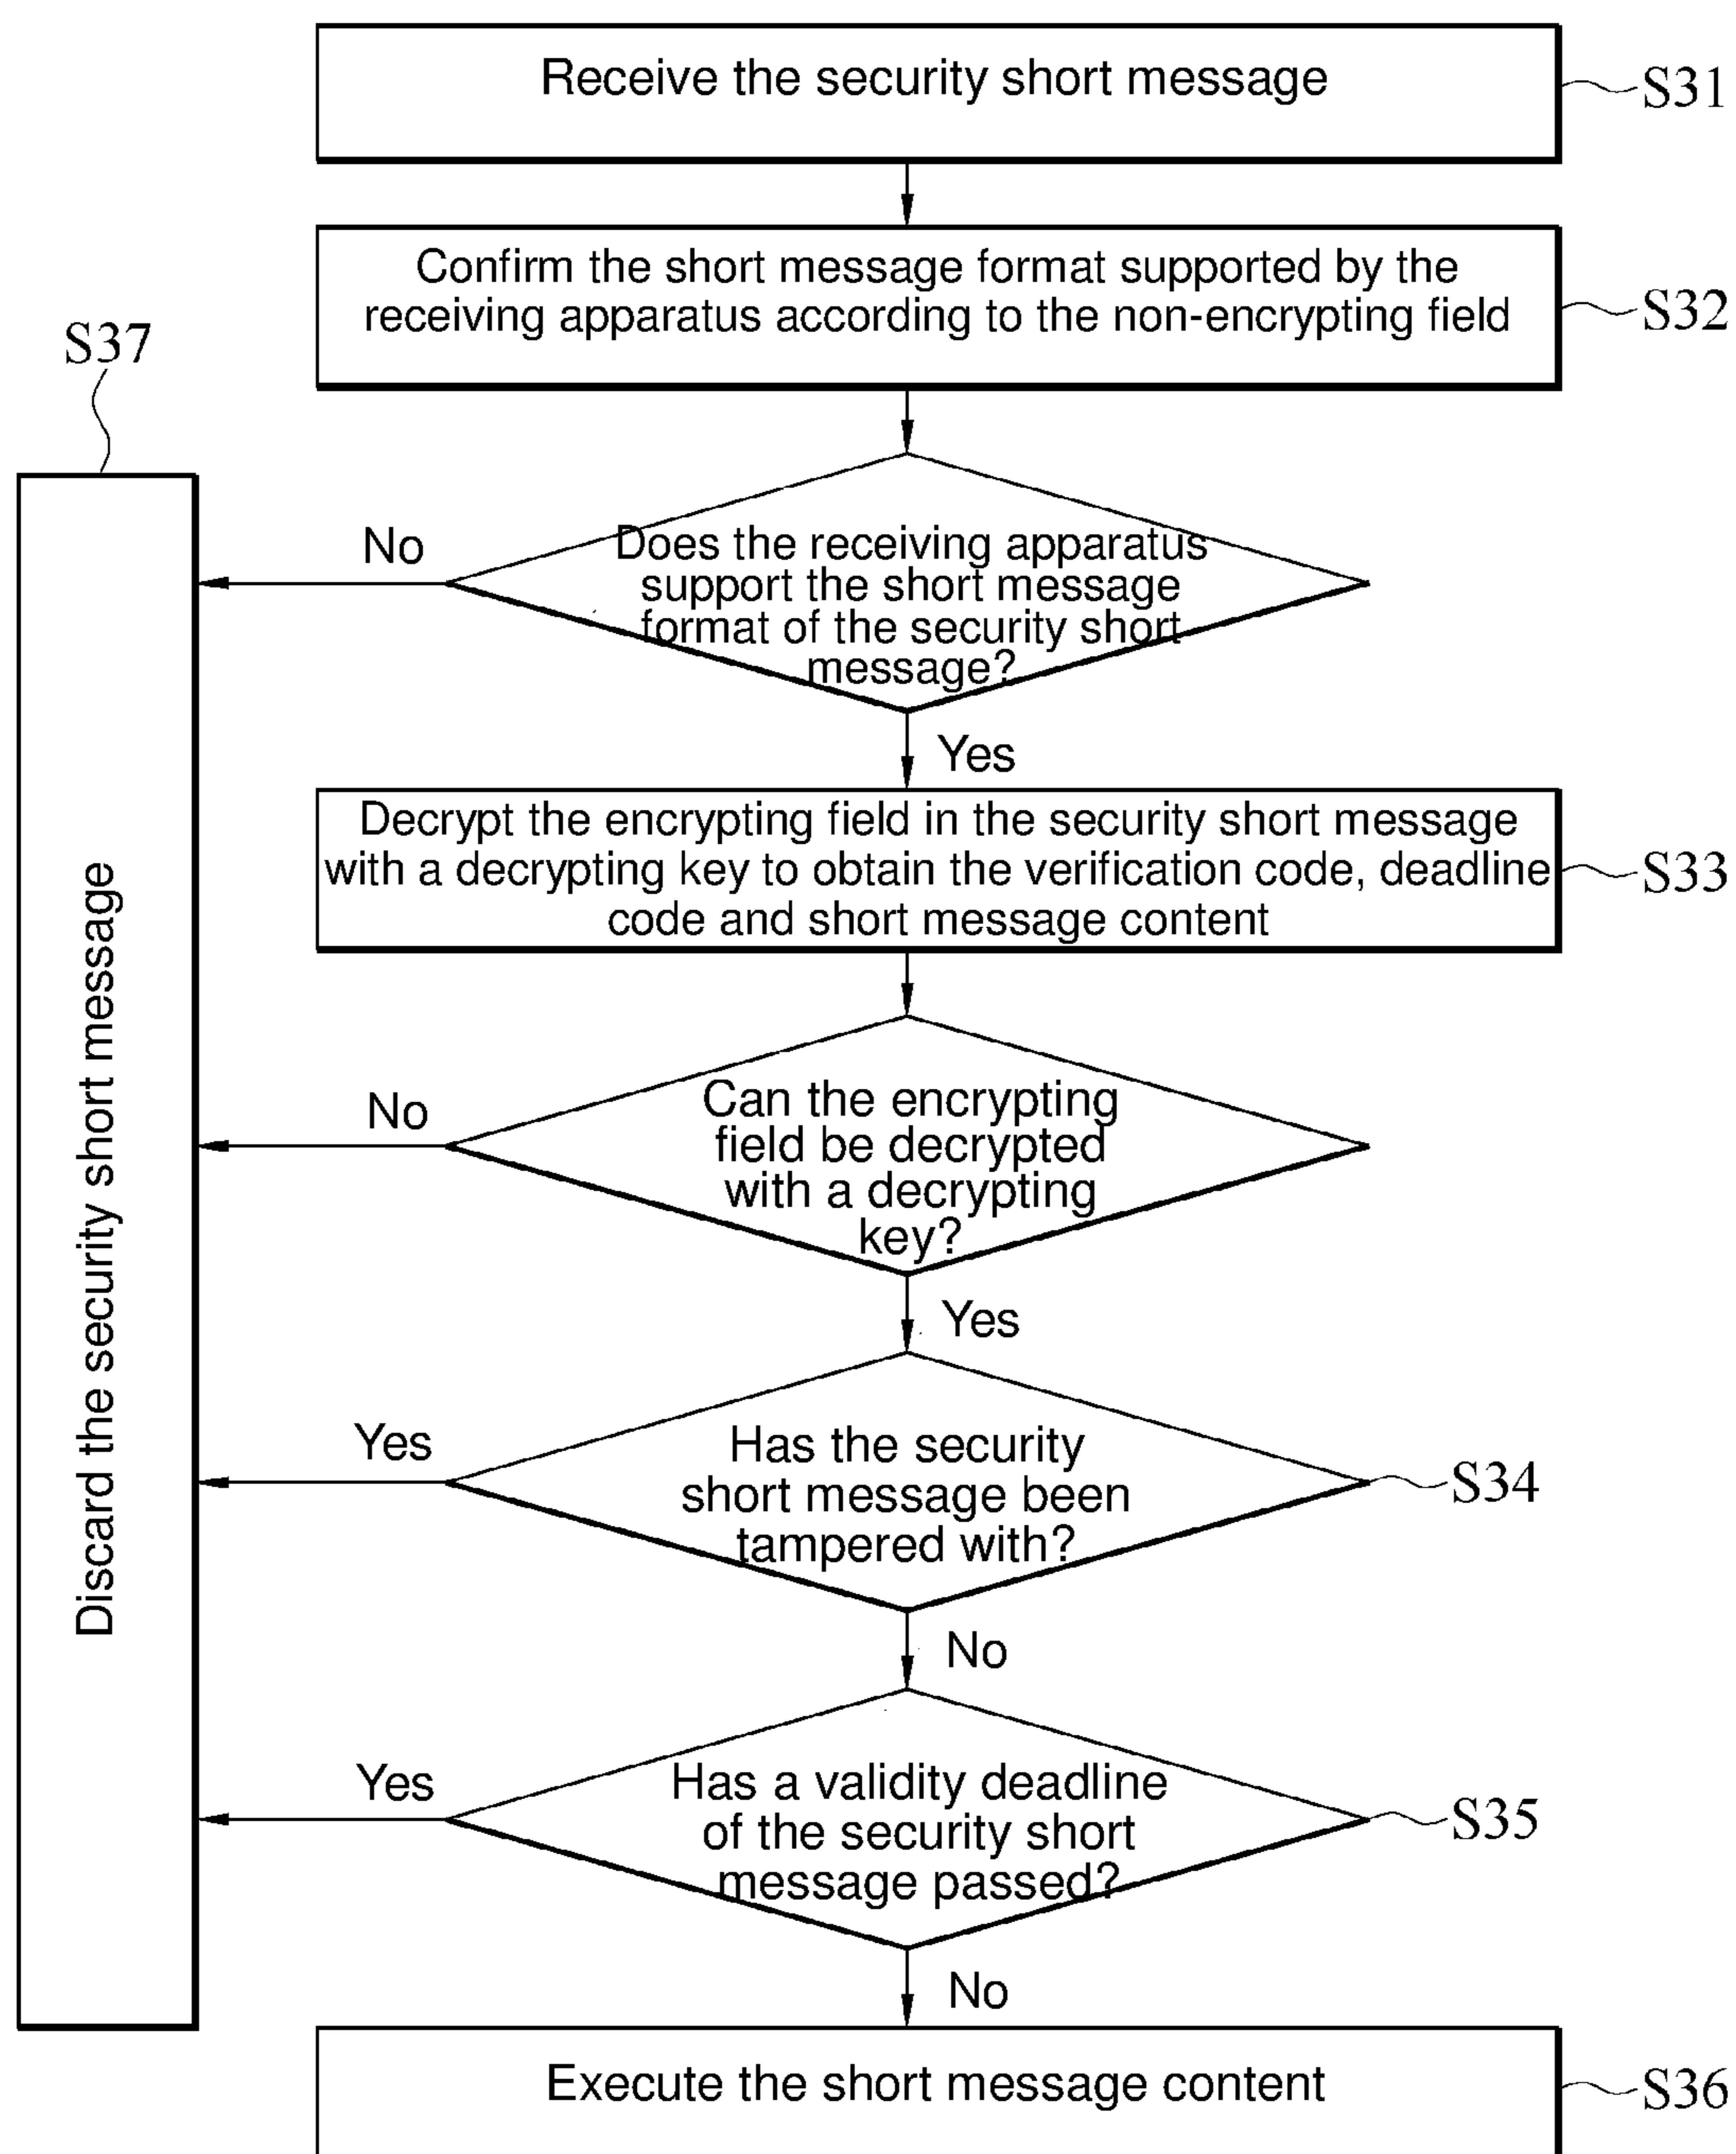 Receive the security short message
S31
Confirm the short message format supported by the
receiving apparatus according to the non-encrypting field
S32
S37
Does the receiving apparatus
support the short message
format of the security short
message?
No
Yes
Decrypt the encrypting field in the security short message
with a decrypting key to obtain the verification code, deadline
code and short message content
S33
Discard the security short message
Can the encrypting
field be decrypted
with a decrypting
key?
No
Yes
Has the security
short message been
tampered with?
Yes
S34
No
Has a validity deadline
of the security short
message passed?
Yes
S35
No
Execute the short message content
S36